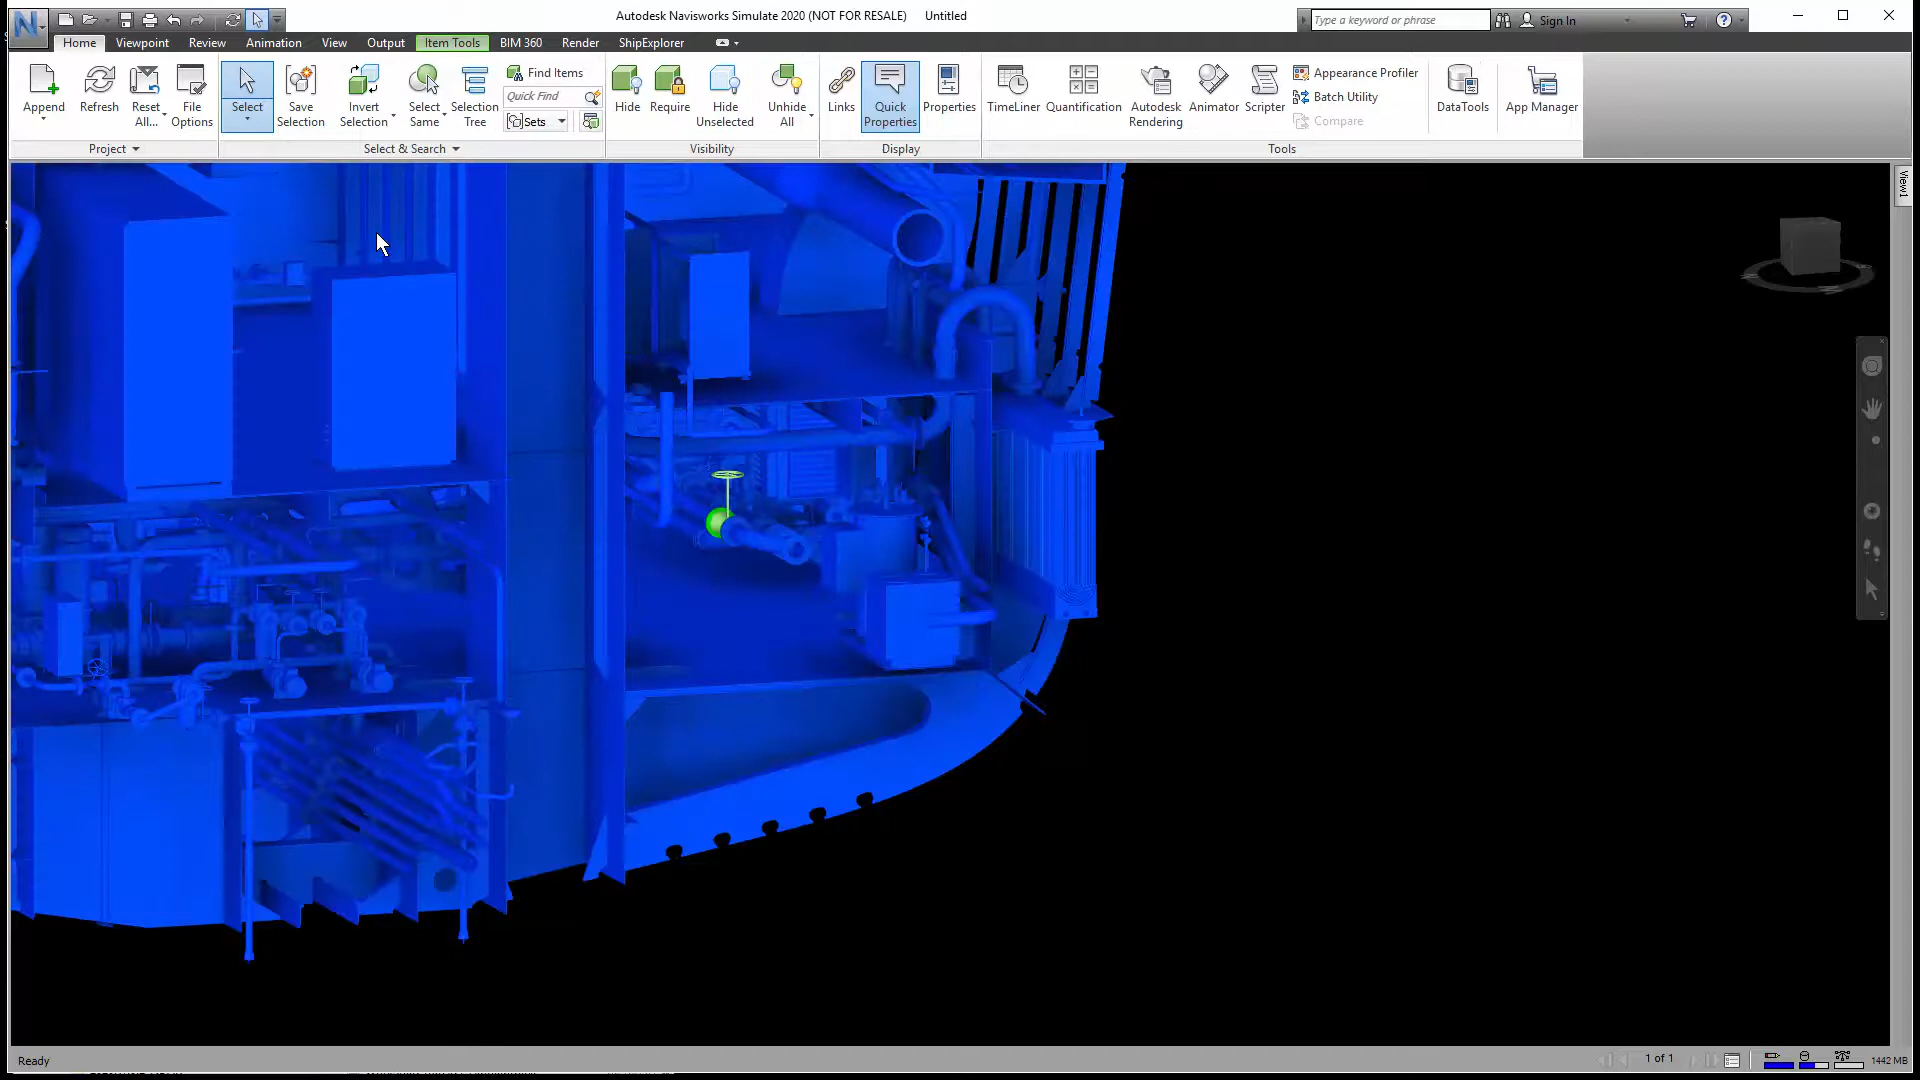 Autodesk Navisworks Simulate 2020 (NOT FOR RESALE) Untitled
Type a keyword or phrase
Sign In
Home Viewpoint Review Animation View Output Item Tools BIM 360 Render ShipExplorer
Append
Refresh
Reset All...
File Options
Select
Save Selection
Invert Selection
Select Same
Selection Tree
Find Items
Quick Find
Sets
Hide
Require
Hide Unselected
Unhide All
Links
Quick Properties
Properties
TimeLiner
Quantification
Autodesk Rendering
Animator
Scripter
Appearance Profiler
Batch Utility
Compare
DataTools
App Manager
Project Select & Search Visibility Display Tools
View1
Ready
1 of 1
1442 MB